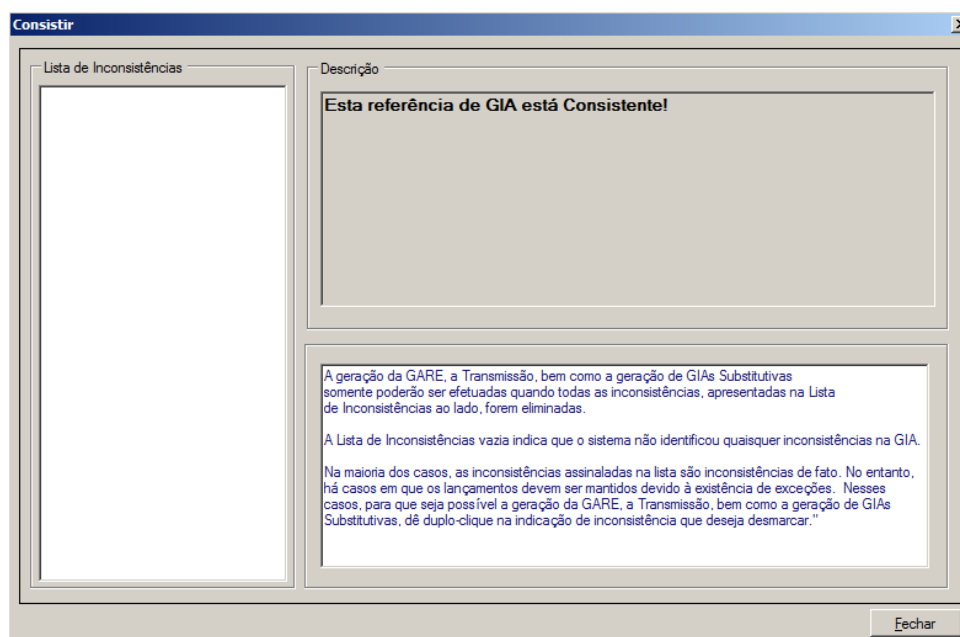 Consistir
Lista de Inconsistências
Descrição
Esta referência de GIA está Consistente!
A geração da GARE, a Transmissão, bem como a geração de GIAs Substitutivas
somente poderão ser efetuadas quando todas as inconsistências, apresentadas na Lista
de Inconsistências ao lado, forem eliminadas.
A Lista de Inconsistências vazia indica que o sistema não identificou quaisquer inconsistências na GIA.
Na maioria dos casos, as inconsistências assinaladas na lista são inconsistências de fato. No entanto,
há casos em que os lançamentos devem ser mantidos devido à existência de exceções.  Nesses
casos, para que seja possível a geração da GARE, a Transmissão, bem como a geração de GIAs
Substitutivas, dê duplo-clique na indicação de inconsistência que deseja desmarcar."
Fechar